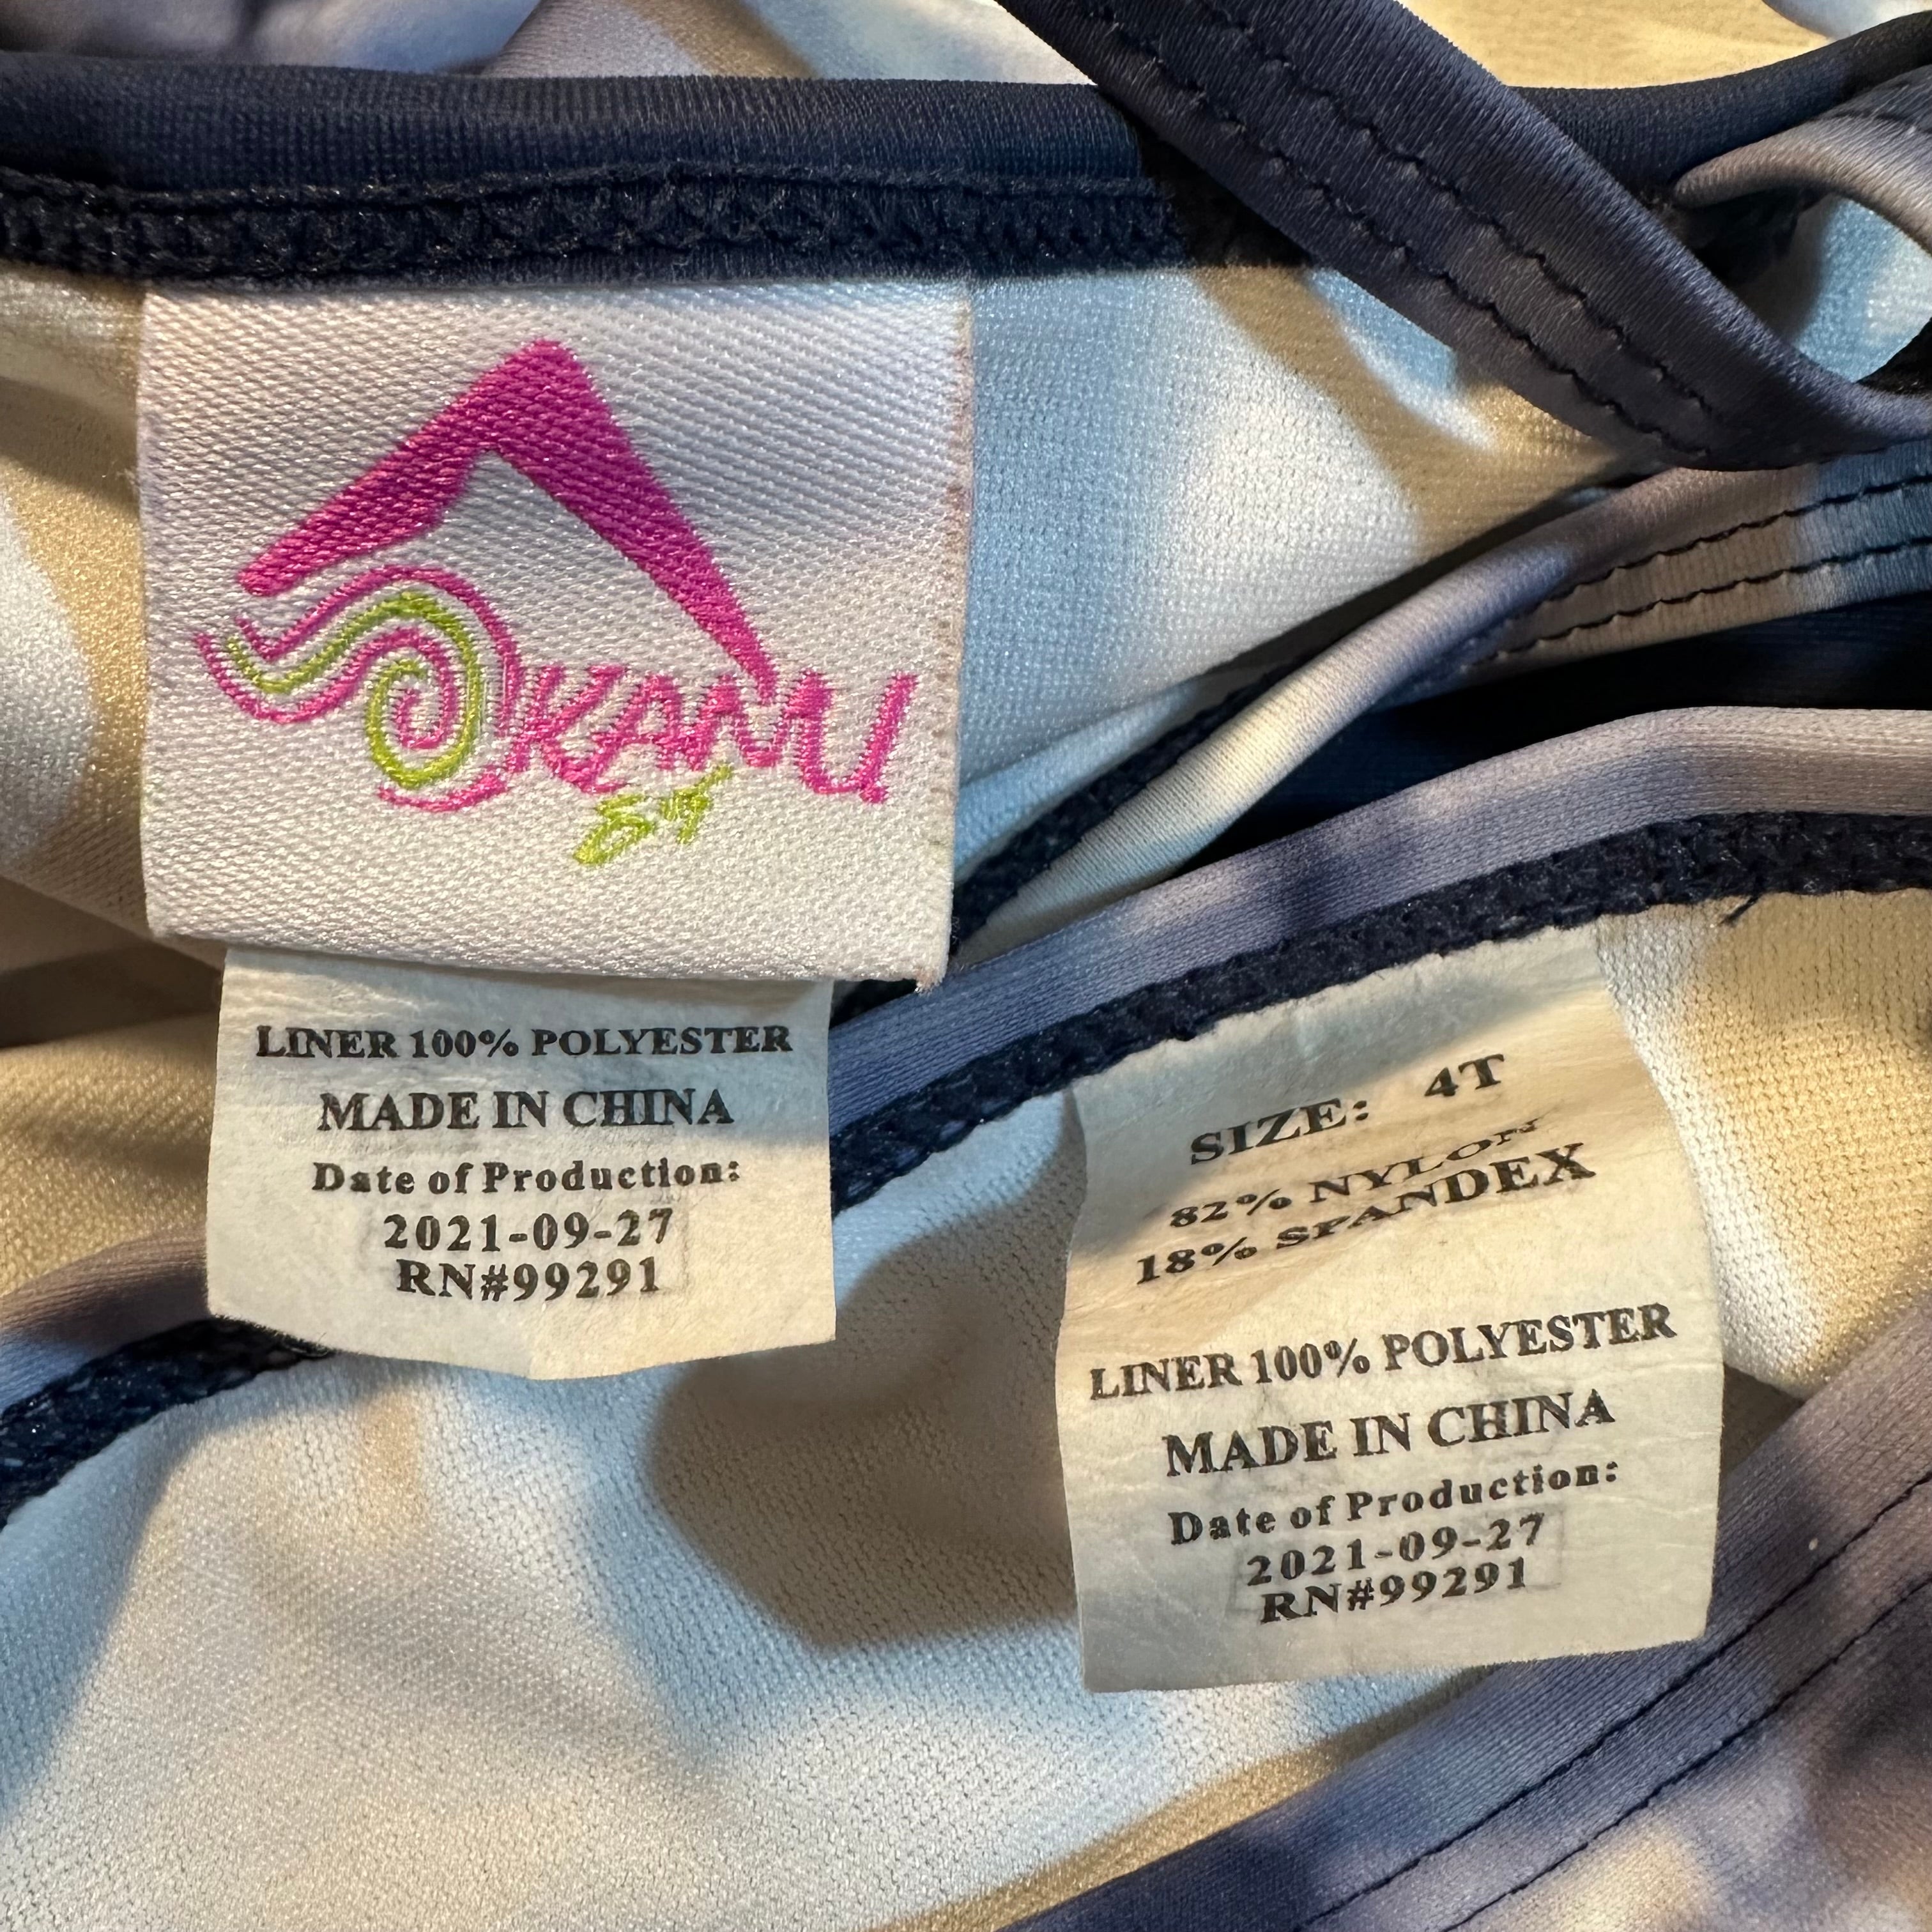 KANU
Surf
LINER 100% POLYESTER
MADE IN CHINA
Date of Production:
2021-09-27
RN#99291
SIZE: 4T
82% NYLON
18% SPANDEX
LINER 100% POLYESTER
MADE IN CHINA
Date of Production:
2021-09-27
RN#99291